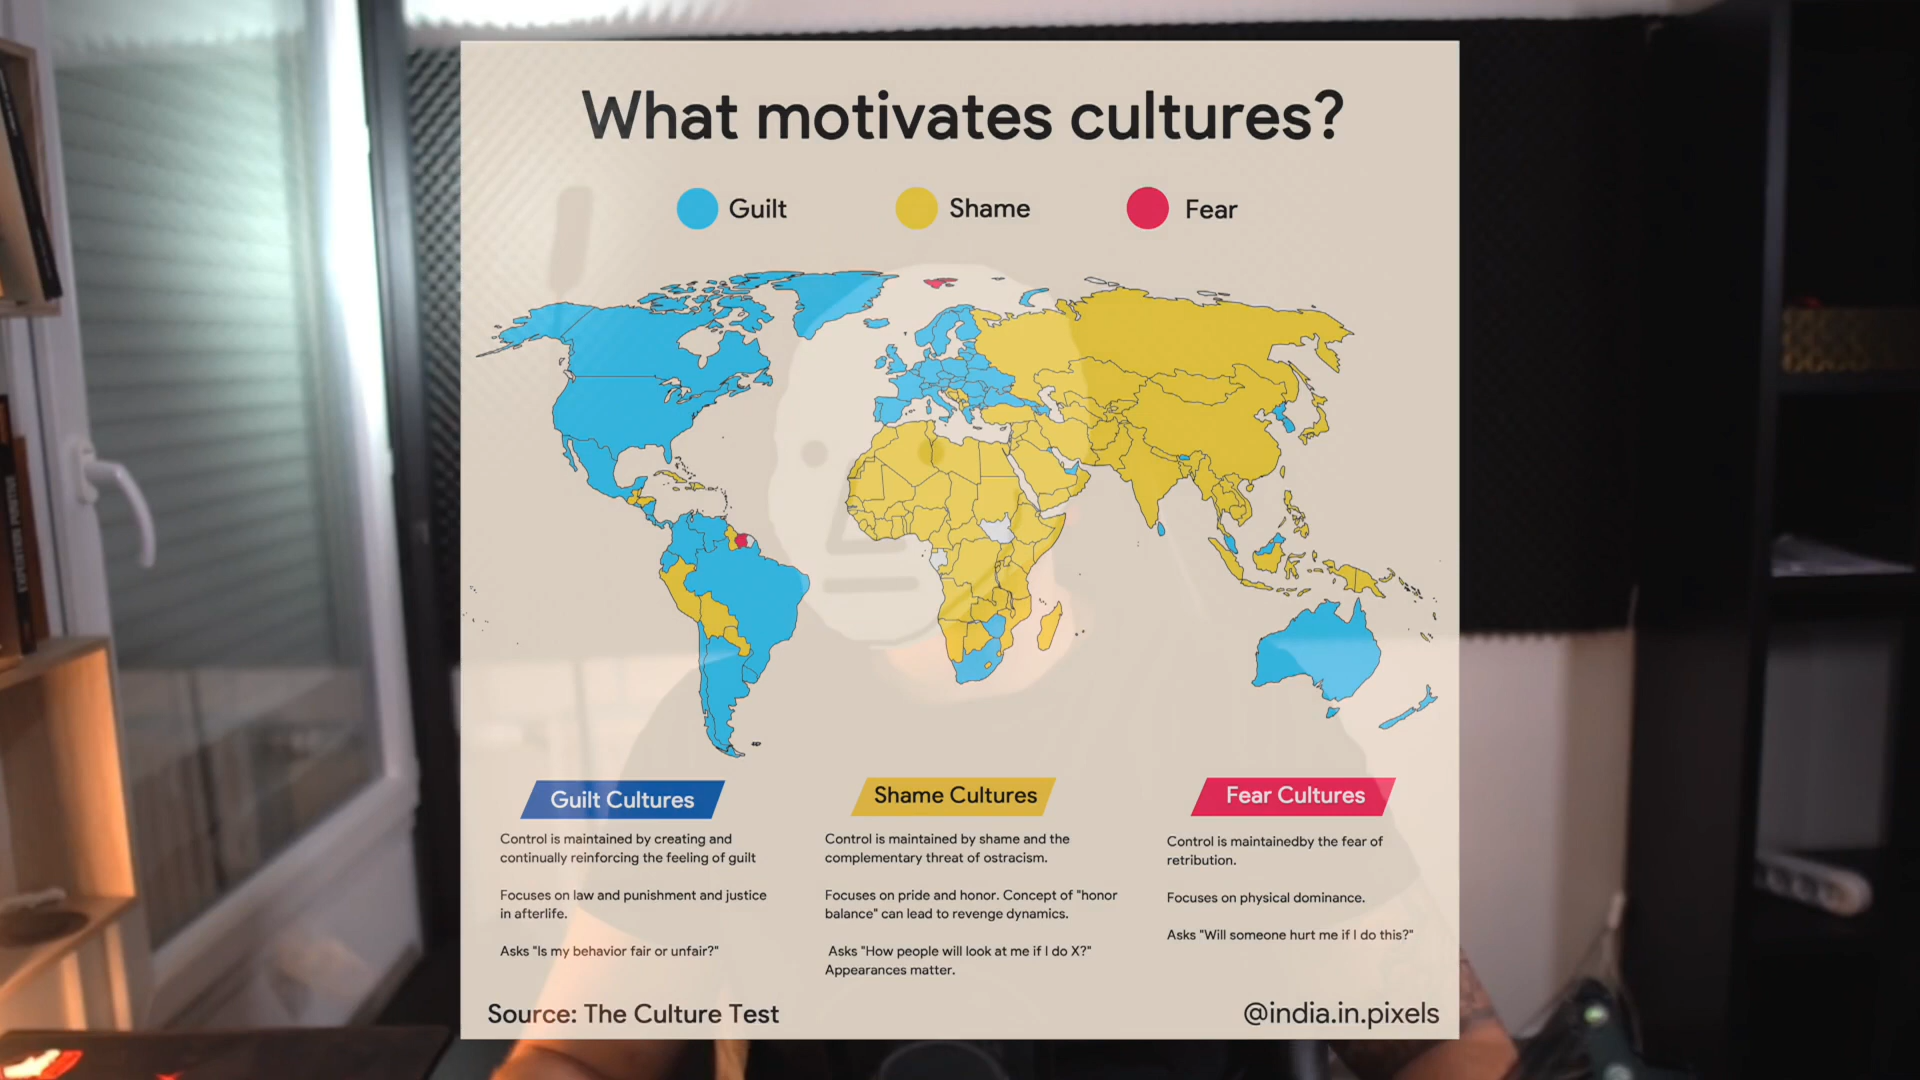 What motivates cultures?
Guilt
Shame
Fear
Guilt Cultures
Control is maintained by creating and
continually reinforcing the feeling of guilt
Focuses on law and punishment and justice
in afterlife.
Asks "Is my behavior fair or unfair?"
Shame Cultures
Control is maintained by shame and the
complementary threat of ostracism.
Focuses on pride and honor. Concept of "honor
balance" can lead to revenge dynamics.
Asks "How people will look at me if I do X?"
Appearances matter.
Fear Cultures
Control is maintainedby the fear of
retribution.
Focuses on physical dominance.
Asks "Will someone hurt me if I do this?"
Source: The Culture Test
@india.in.pixels